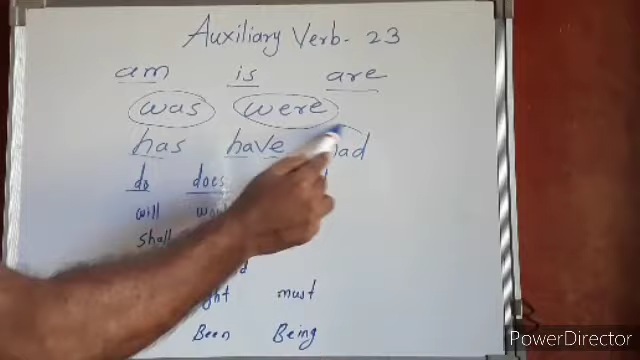 Auxiliary Verb- 23
am is are
was were
has have
do does
will
shall
must
Been Being
PowerDirector